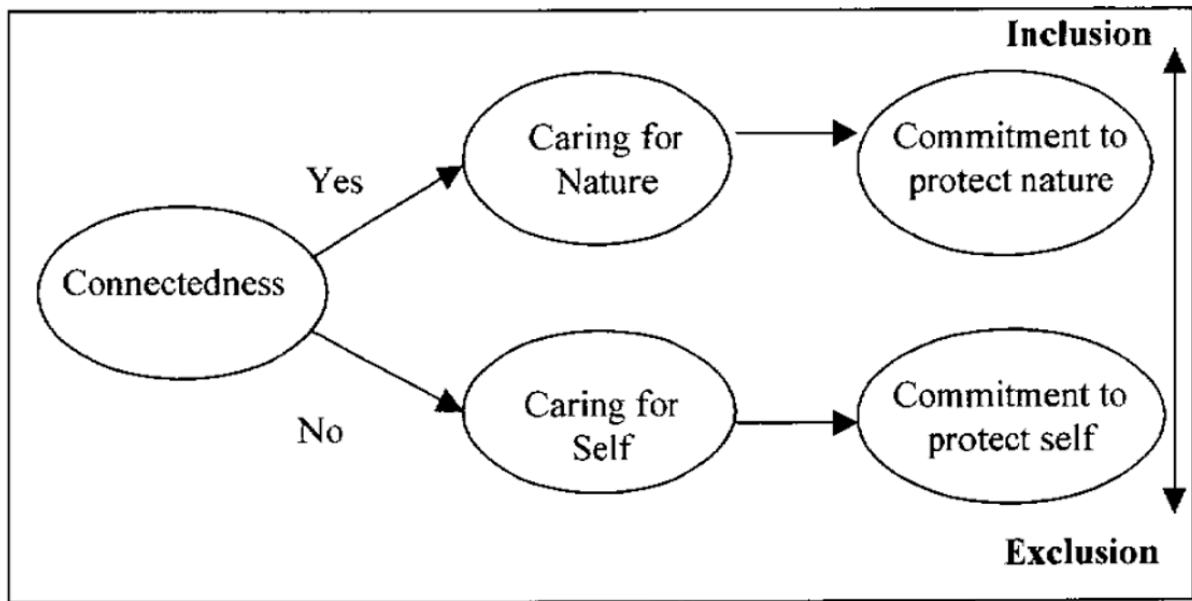 Inclusion
Caring for
Nature
Commitment to
protect nature
Yes
Connectedness
No
Caring for
Self
Commitment to
protect self
Exclusion